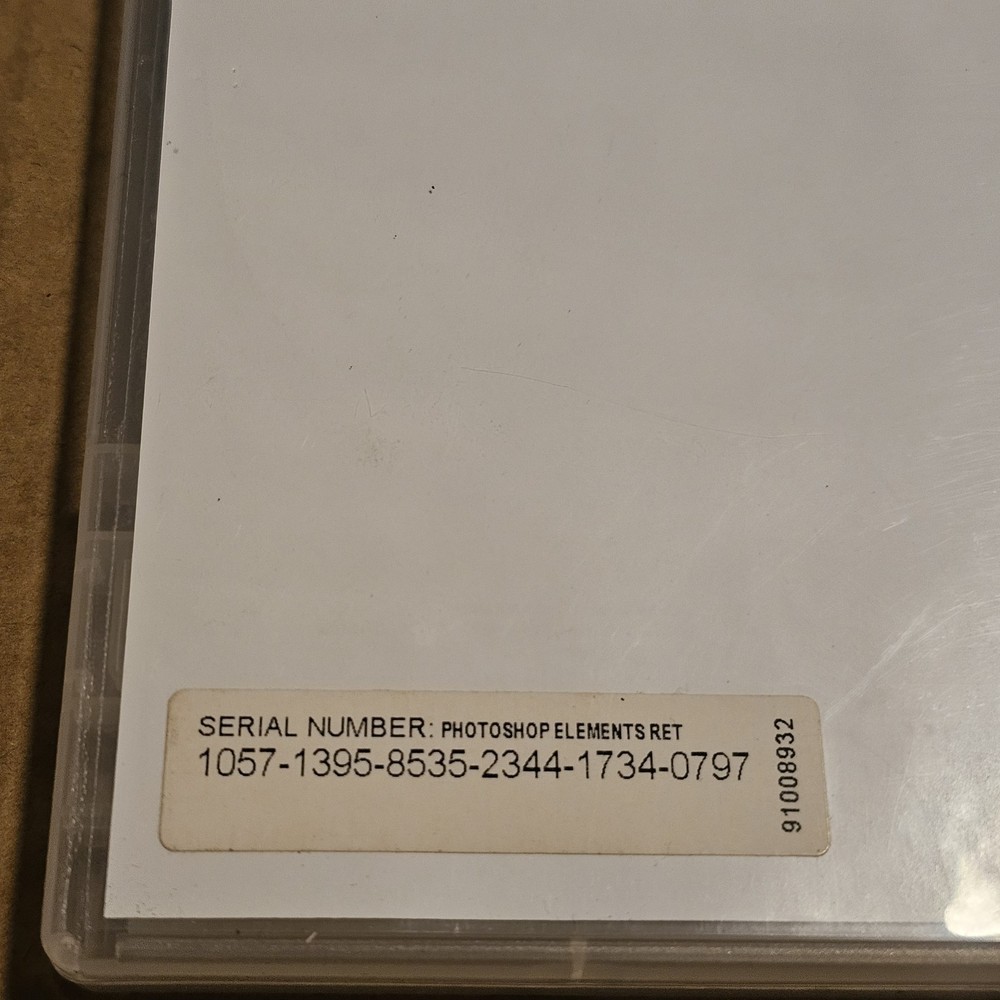 SERIAL NUMBER: PHOTOSHOP ELEMENTS RET
1057-1395-8535-2344-1734-0797
91008932